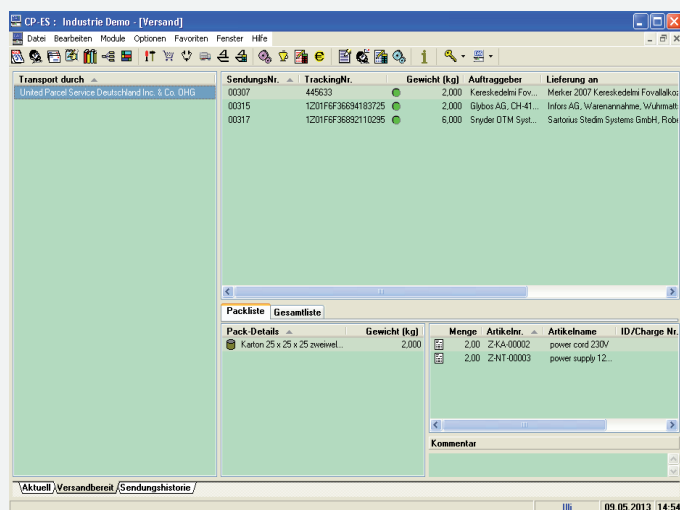 CP-ES : Industrie Demo - [Versand]
Datei Bearbeiten Module Optionen Favoriten Fenster Hilfe
Transport durch
United Parcel Service Deutschland Inc. & Co. OHG
SendungsNr. TrackingNr. Gewicht (kg) Auftraggeber Lieferung an
00307 445633 2,000 Kereskedelmi Fov... Merker 2007 Kereskedelmi Fovallalkoz
00315 1Z01F6F36694183725 2,000 Glybos AG, CH-41... Infors AG, Warenannahme, Wuhrmatt
00317 1Z01F6F36892110295 6,000 Snyder DTM Syst... Sartorius Stedim Systems GmbH, Robe
Packliste Gesamtliste
Pack-Details Gewicht (kg)
Karton 25 x 25 x 25 zweiwel... 2,000
Menge Artikelnr. Artikelname ID/Charge Nr.
2,00 Z-KA-00002 power cord 230V
2,00 Z-NT-00003 power supply 12...
Kommentar
Aktuell Versandbereit Sendungshistorie
Uli 09.05.2013 14:54